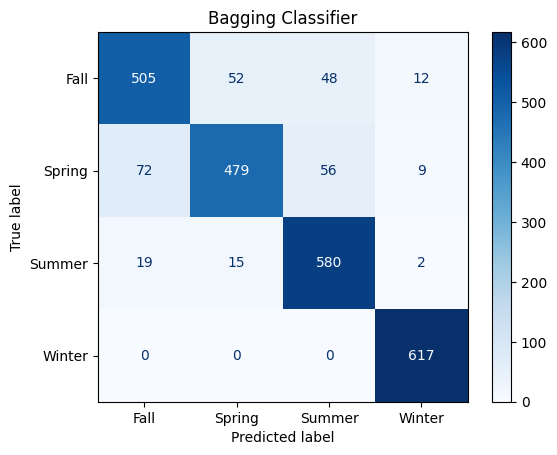 Bagging Classifier
True label
Fall 505 52 48 12
Spring 72 479 56 9
Summer 19 15 580 2
Winter 0 0 0 617
Fall Spring Summer Winter
Predicted label
600
500
400
300
200
100
0